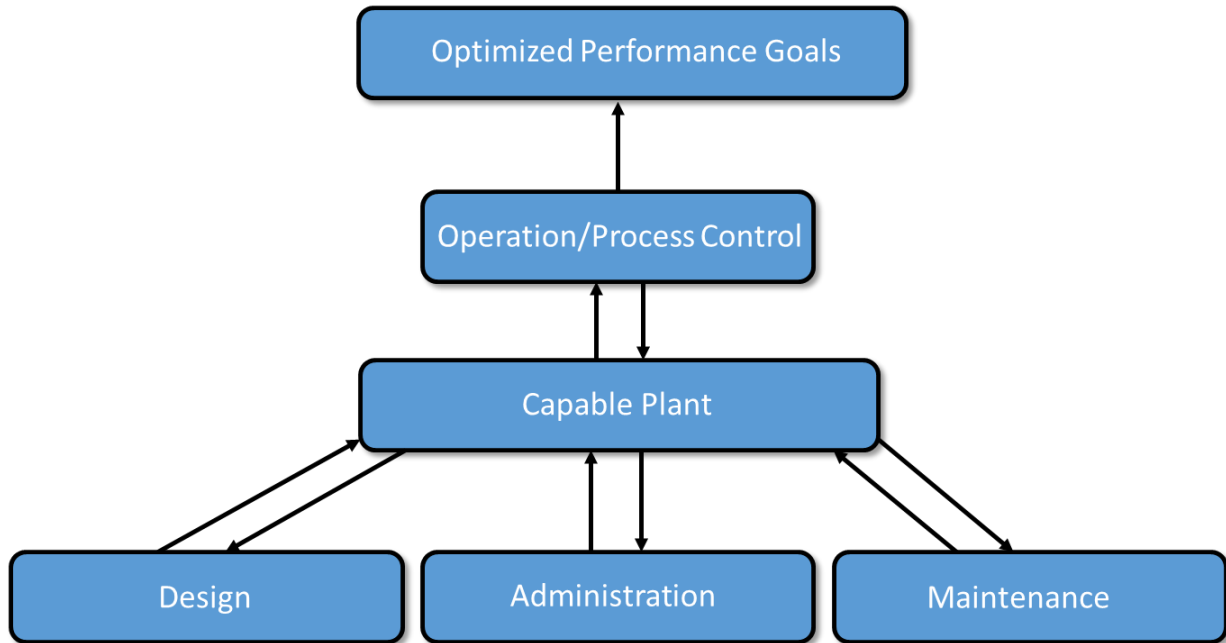 Optimized Performance Goals
Operation/Process Control
Capable Plant
Design
Administration
Maintenance